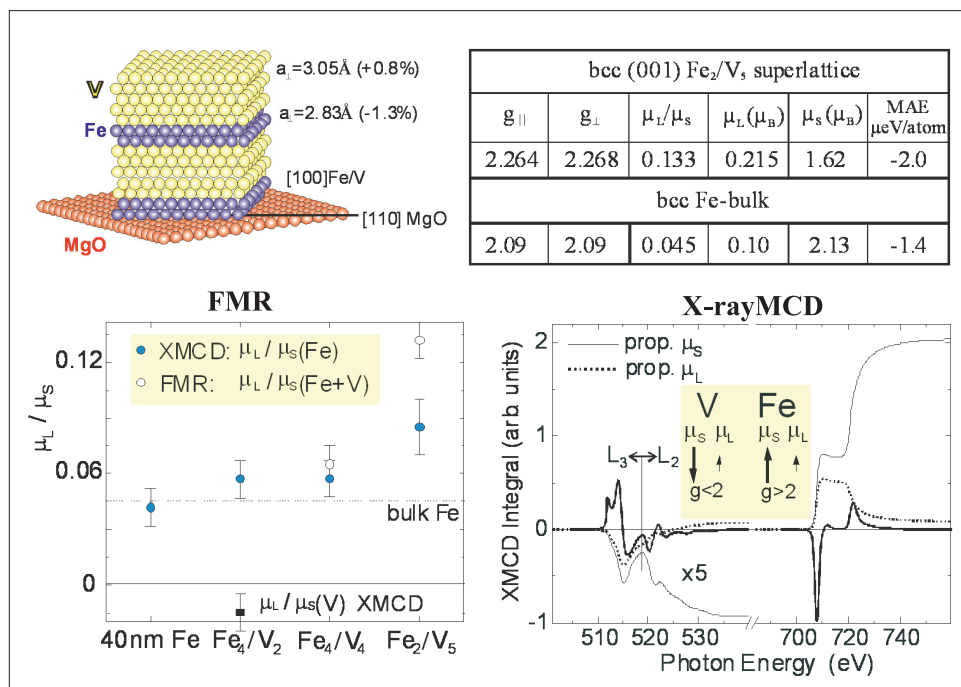 a⊥=3.05Å (+0.8%)
V
a⊥=2.83Å (-1.3%)
Fe
[100]Fe/V
[110] MgO
MgO
bcc (001) Fe₂/V₅ superlattice
g|| g⊥ μL/μS μL(μB) μS(μB) MAE μeV/atom
2.264 2.268 0.133 0.215 1.62 -2.0
bcc Fe-bulk
2.09 2.09 0.045 0.10 2.13 -1.4
FMR
XMCD: μL / μS(Fe)
FMR: μL / μS(Fe+V)
μL / μS
0.12
0.06
0
bulk Fe
μL / μS(V) XMCD
40nm Fe Fe₄/V₂ Fe₄/V₄ Fe₂/V₅
X-rayMCD
XMCD Integral (arb. units)
2
1
0
-1
prop. μS
prop. μL
V Fe
μS μL μS μL
g<2 g>2
L₃ L₂
x5
510 520 530 700 720 740
Photon Energy (eV)